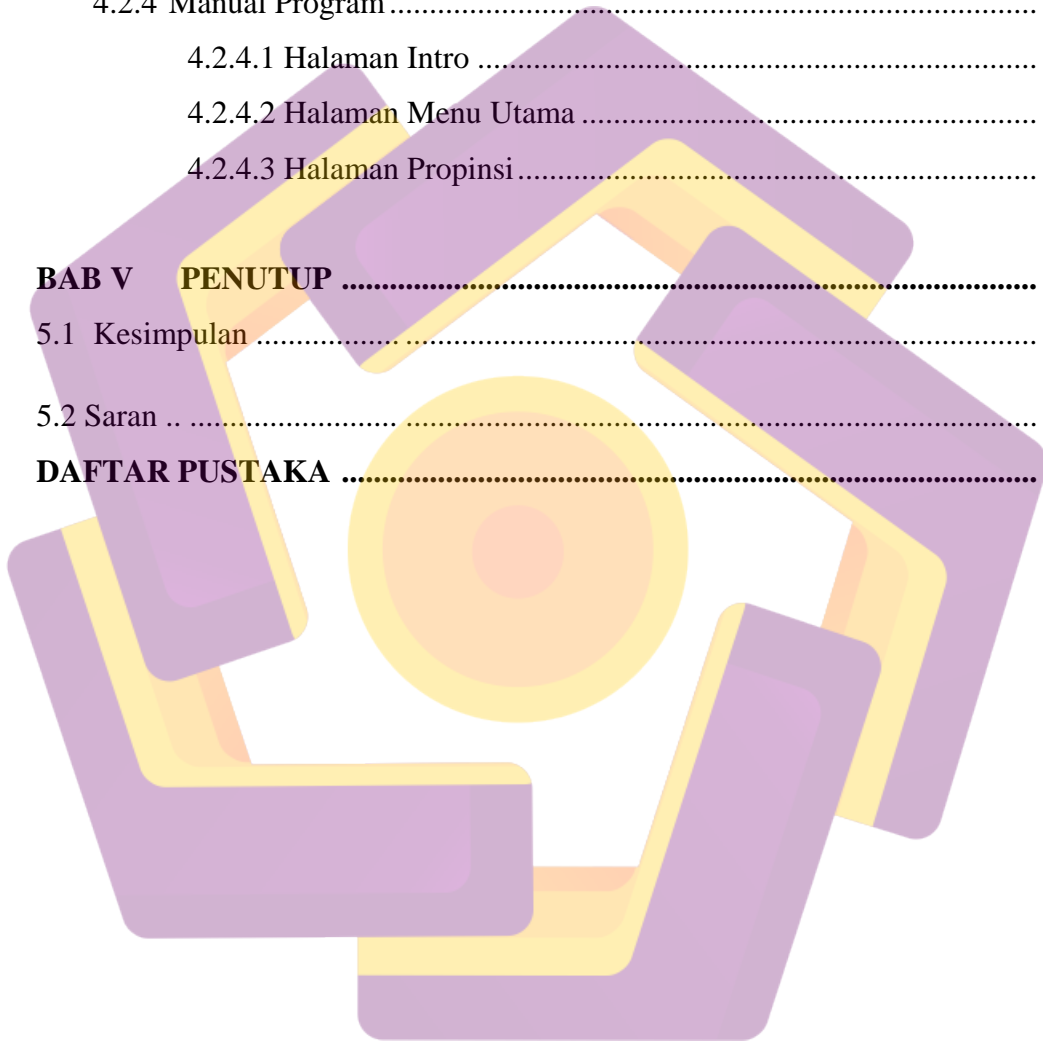 4.2.4 Manual Program ................................................................................
4.2.4.1 Halaman Intro ......................................................................
4.2.4.2 Halaman Menu Utama .........................................................
4.2.4.3 Halaman Propinsi .................................................................
BAB V PENUTUP .......................................................................................
5.1 Kesimpulan .................. ...............................................................................
5.2 Saran .. .......................... ...............................................................................
DAFTAR PUSTAKA .......................................................................................